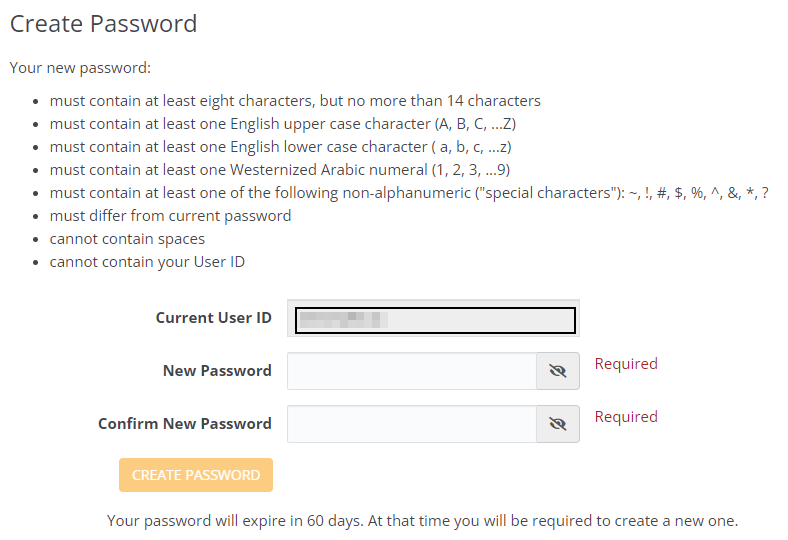 Create Password
Your new password:
• must contain at least eight characters, but no more than 14 characters
• must contain at least one English upper case character (A, B, C, ...Z)
• must contain at least one English lower case character ( a, b, c, ...z)
• must contain at least one Westernized Arabic numeral (1, 2, 3, ...9)
• must contain at least one of the following non-alphanumeric ("special characters"): ~, !, #, $, %, ^, &, *, ?
• must differ from current password
• cannot contain spaces
• cannot contain your User ID
Current User ID
New Password Required
Confirm New Password Required
CREATE PASSWORD
Your password will expire in 60 days. At that time you will be required to create a new one.